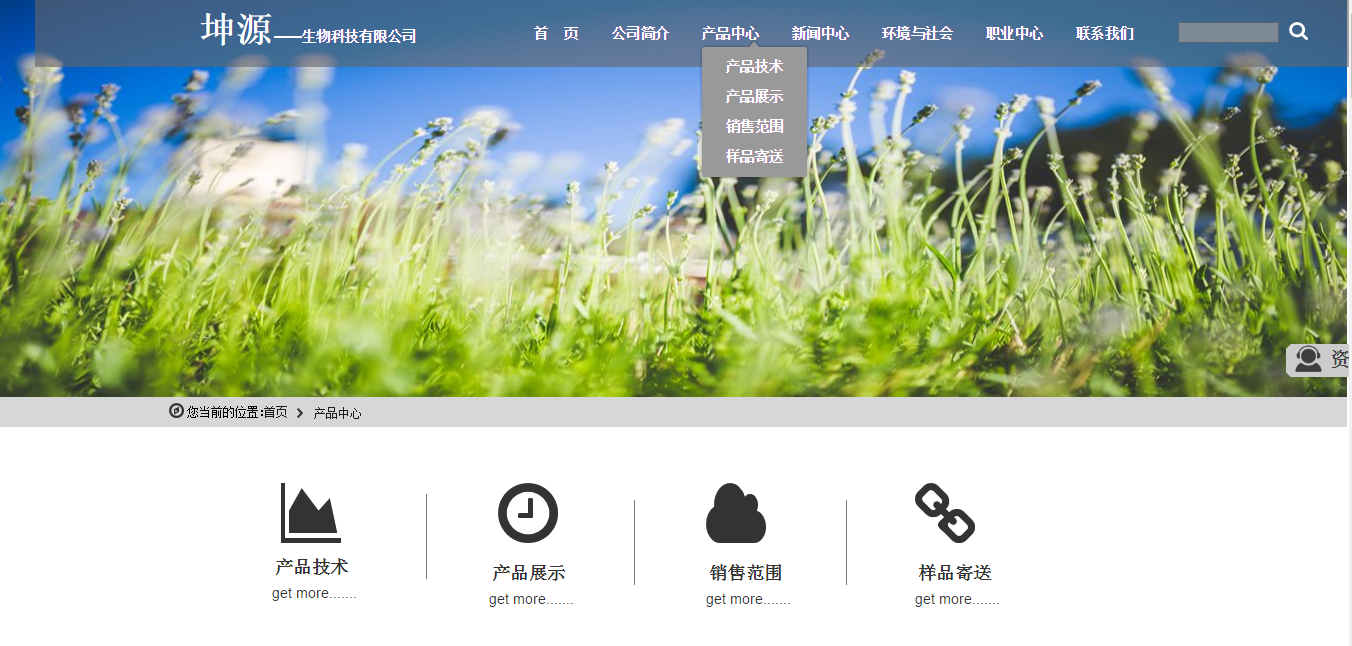 坤源——生物科技有限公司
首 页 公司简介 产品中心 新闻中心 环境与社会 职业中心 联系我们
产品技术
产品展示
销售范围
样品寄送
资
您当前的位置:首页 > 产品中心
产品技术 产品展示 销售范围 样品寄送
get more....... get more....... get more....... get more.......